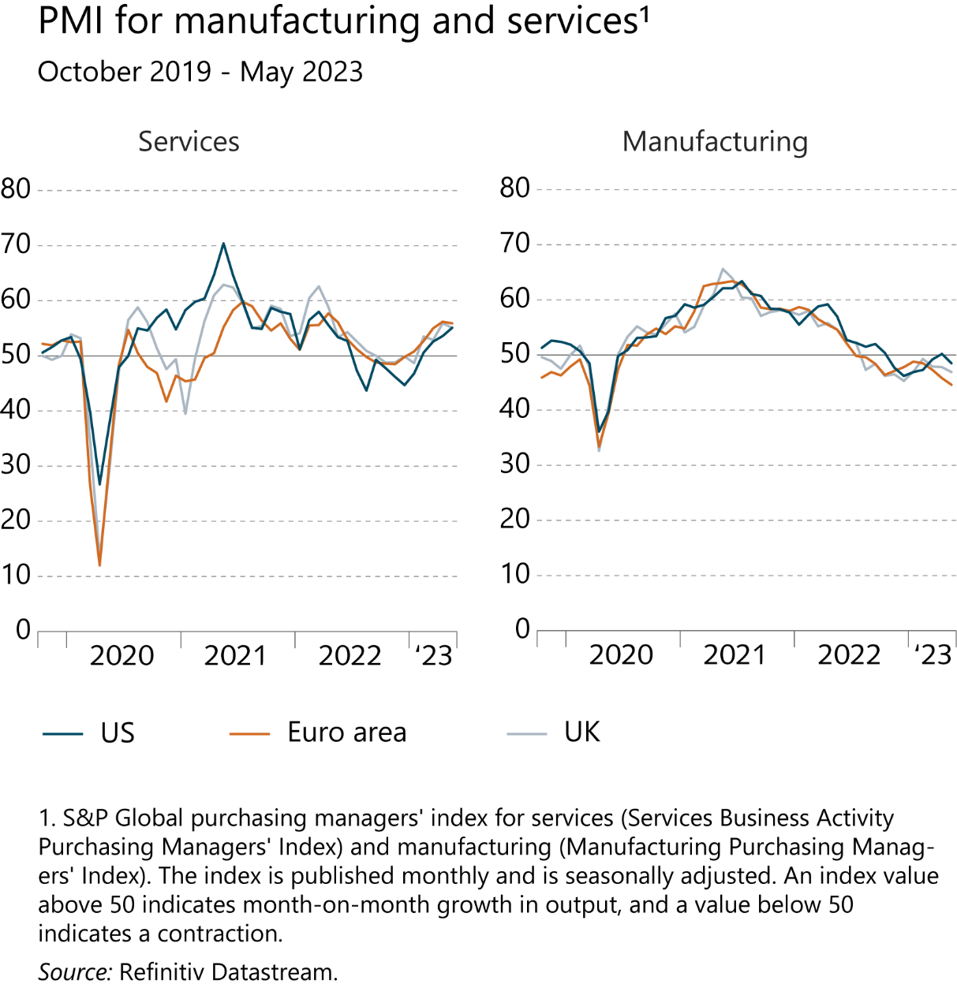 PMI for manufacturing and services¹
October 2019 - May 2023
Services
80
70
60
50
40
30
20
10
0
2020 2021 2022 ‘23
Manufacturing
80
70
60
50
40
30
20
10
0
2020 2021 2022 ‘23
US Euro area UK
1. S&P Global purchasing managers' index for services (Services Business Activity
Purchasing Managers' Index) and manufacturing (Manufacturing Purchasing Manag-
ers' Index). The index is published monthly and is seasonally adjusted. An index value
above 50 indicates month-on-month growth in output, and a value below 50
indicates a contraction.
Source: Refinitiv Datastream.